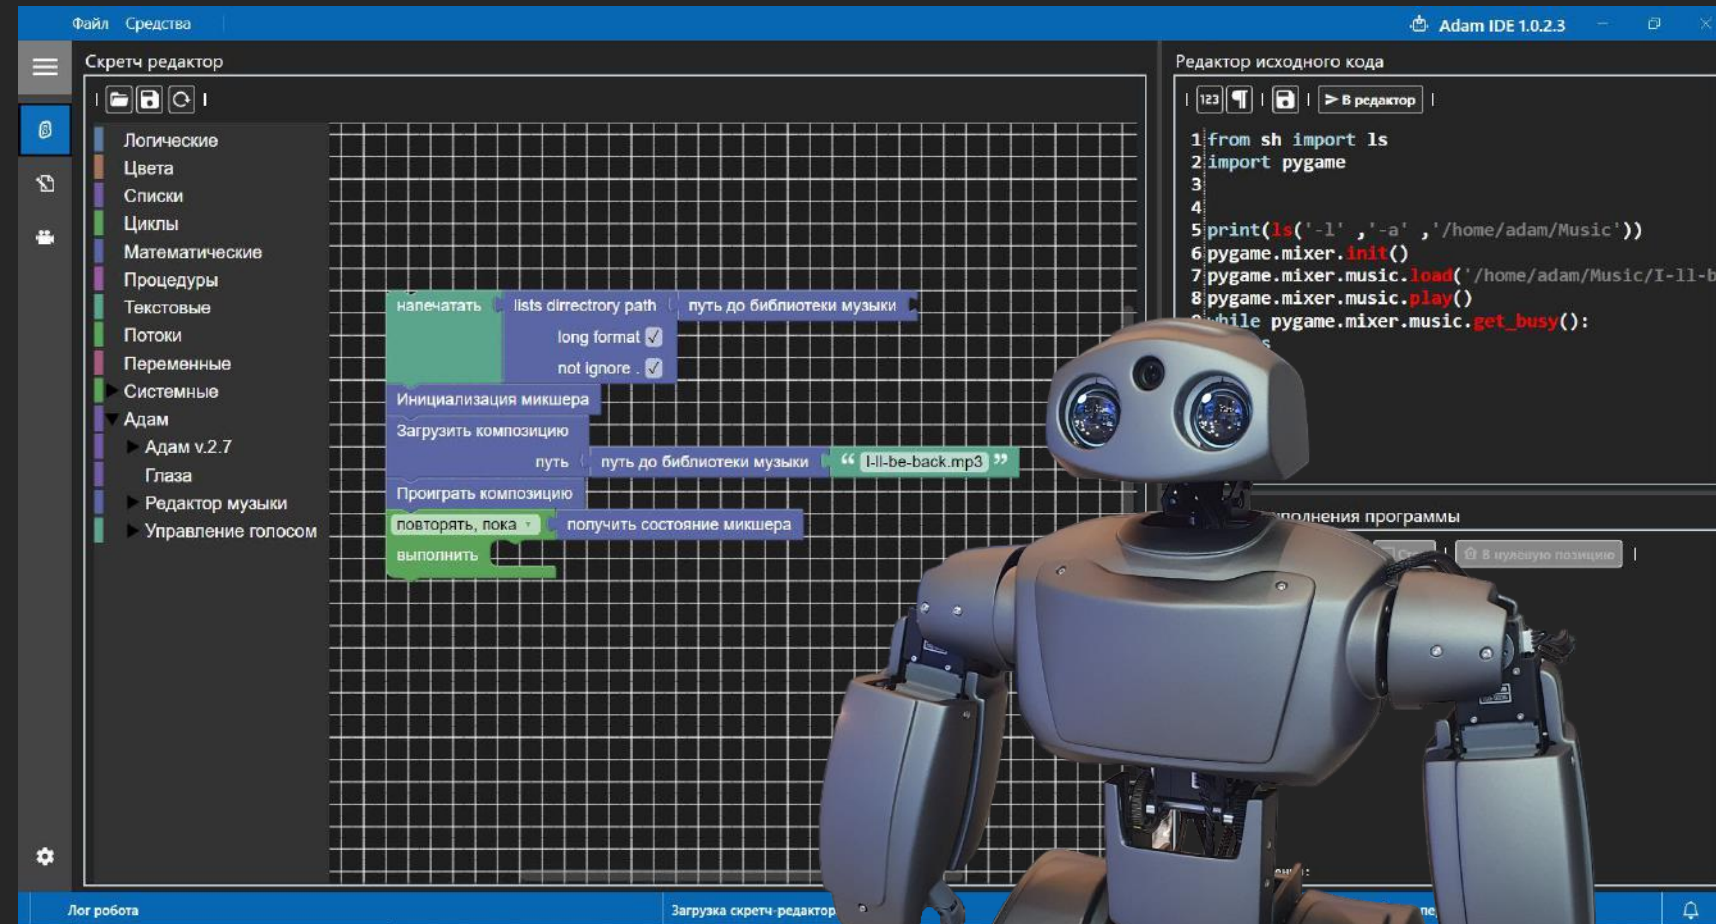 Файл Средства
Adam IDE 1.0.2.3
Скретч редактор
Логические
Цвета
Списки
Циклы
Математические
Процедуры
Текстовые
Потоки
Переменные
Системные
Адам
Адам v.2.7
Глаза
Редактор музыки
Управление голосом
напечатать lists dirrectrory path путь до библиотеки музыки
long format
not ignore .
Инициализация микшера
Загрузить композицию
путь путь до библиотеки музыки “ I-ll-be-back.mp3 ”
Проиграть композицию
повторять, пока получить состояние микшера
выполнить
Редактор исходного кода
123 ¶ В редактор
1 from sh import ls
2 import pygame
3
4
5 print(ls('-l' ,'-a' ,'/home/adam/Music'))
6 pygame.mixer.init()
7 pygame.mixer.music.load('/home/adam/Music/I-ll-b
8 pygame.mixer.music.play()
while pygame.mixer.music.get_busy():
программы
В нулевую позицию
Лог робота
Загрузка скретч-редактор